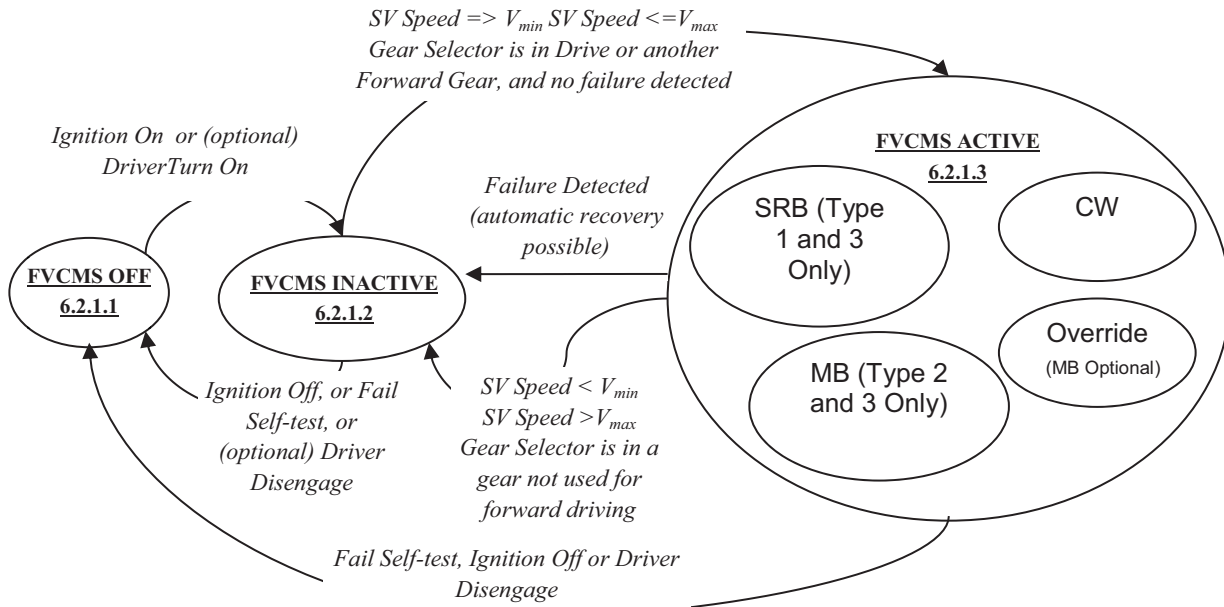 SV Speed => Vmin SV Speed <=Vmax
Gear Selector is in Drive or another
Forward Gear, and no failure detected
Ignition On or (optional)
DriverTurn On
FVCMS ACTIVE
6.2.1.3
Failure Detected
(automatic recovery
possible)
SRB (Type
1 and 3
Only)
CW
FVCMS OFF
6.2.1.1
FVCMS INACTIVE
6.2.1.2
Override
(MB Optional)
MB (Type 2
and 3 Only)
Ignition Off, or Fail
Self-test, or
(optional) Driver
Disengage
SV Speed < Vmin
SV Speed >Vmax
Gear Selector is in a
gear not used for
forward driving
Fail Self-test, Ignition Off or Driver
Disengage